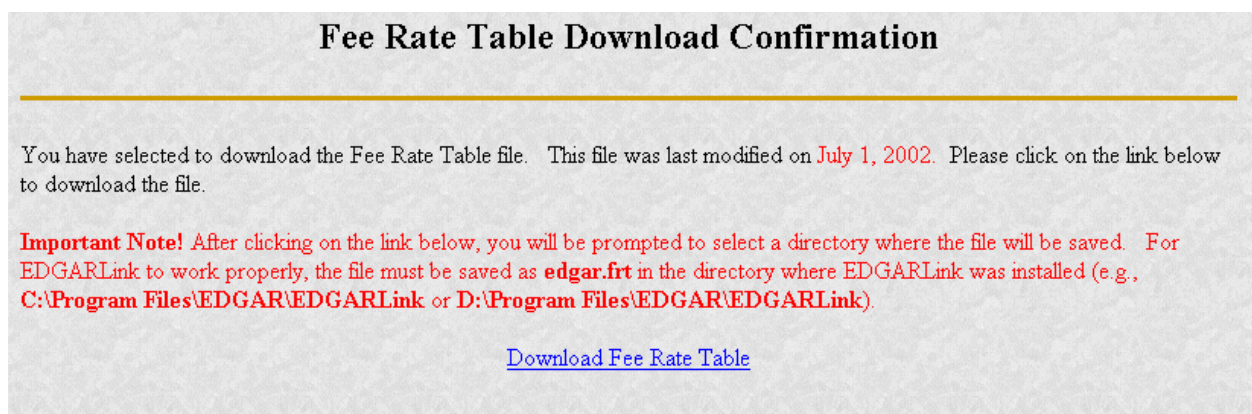 Fee Rate Table Download Confirmation
You have selected to download the Fee Rate Table file.   This file was last modified on July 1, 2002.  Please click on the link below
to download the file.
Important Note! After clicking on the link below, you will be prompted to select a directory where the file will be saved.   For
EDGARLink to work properly, the file must be saved as edgar.frt in the directory where EDGARLink was installed (e.g.,
C:\Program Files\EDGAR\EDGARLink or D:\Program Files\EDGAR\EDGARLink).
Download Fee Rate Table